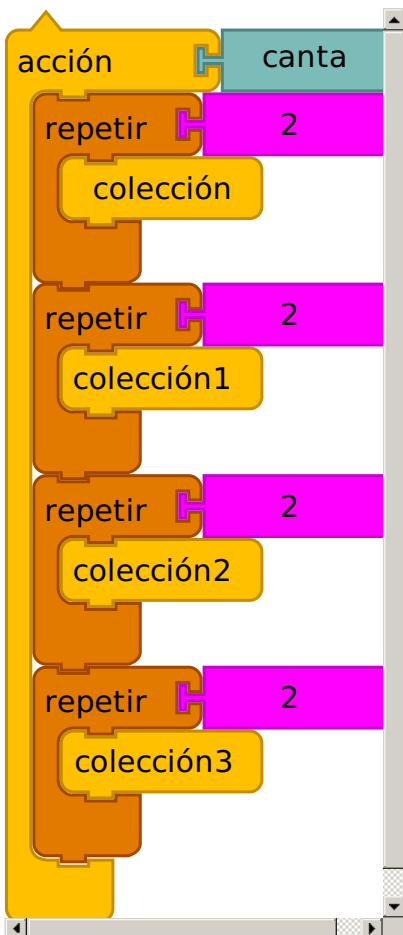 acción canta
repetir 2
colección
repetir 2
colección1
repetir 2
colección2
repetir 2
colección3